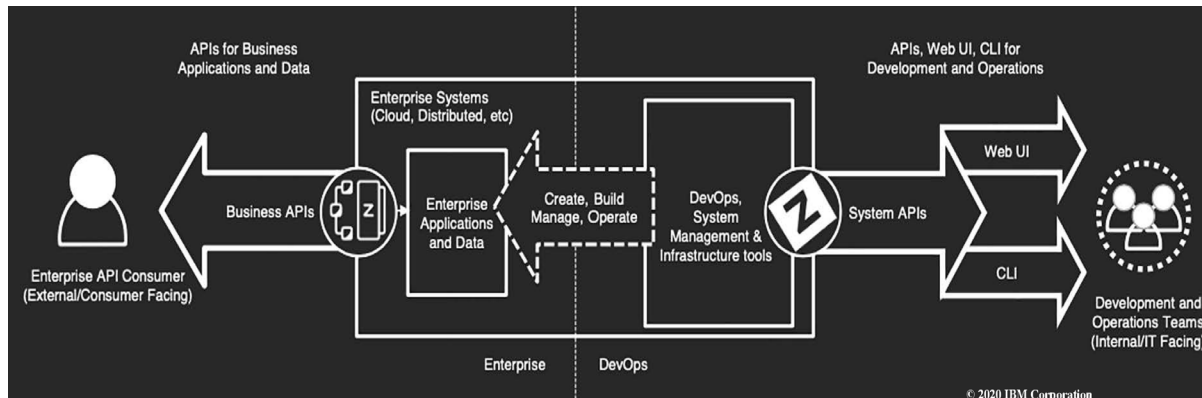 APIs for Business
Applications and Data
APIs, Web UI, CLI for
Development and Operations
Enterprise Systems
(Cloud, Distributed, etc)
Business APIs
Z
Enterprise
Applications
and Data
Create, Build
Manage, Operate
DevOps,
System
Management &
Infrastructure tools
Z
System APIs
Web UI
CLI
Enterprise API Consumer
(External/Consumer Facing)
Development and
Operations Teams
(Internal/IT Facing)
Enterprise
DevOps
© 2020 IBM Corporation